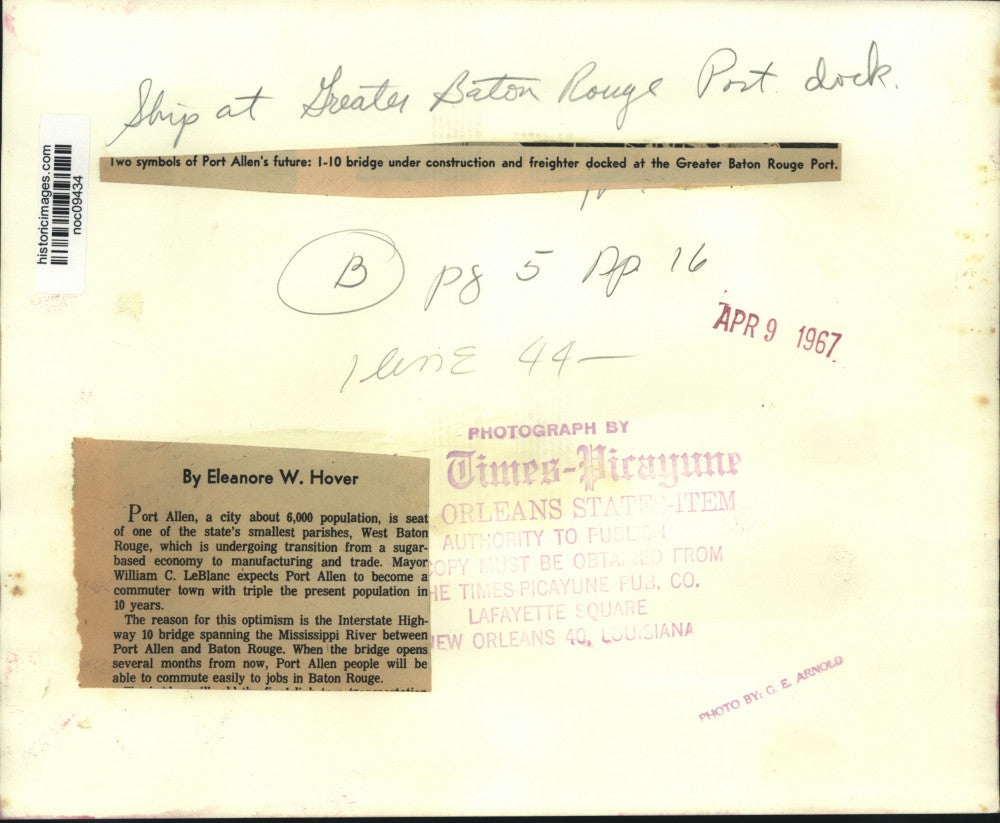 Ship at Greater Baton Rouge Port dock.
Two symbols of Port Allen's future: I-10 bridge under construction and freighter docked at the Greater Baton Rouge Port.
historicimages.com
noc09434
B pg 5 Ap 16
APR 9 1967
44-
PHOTOGRAPH BY
Times-Picayune
ORLEANS STATES-ITEM
AUTHORITY TO PUBLISH
COPY MUST BE OBTAINED FROM
HE TIMES-PICAYUNE PUB. CO.
LAFAYETTE SQUARE
NEW ORLEANS 40, LOUISIANA
PHOTO BY: C. E. ARNOLD
By Eleanore W. Hover
Port Allen, a city about 6,000 population, is seat
of one of the state's smallest parishes, West Baton
Rouge, which is undergoing transition from a sugar-
based economy to manufacturing and trade. Mayor
William C. LeBlanc expects Port Allen to become a
commuter town with triple the present population in
10 years.
The reason for this optimism is the Interstate High-
way 10 bridge spanning the Mississippi River between
Port Allen and Baton Rouge. When the bridge opens
several months from now, Port Allen people will be
able to commute easily to jobs in Baton Rouge.